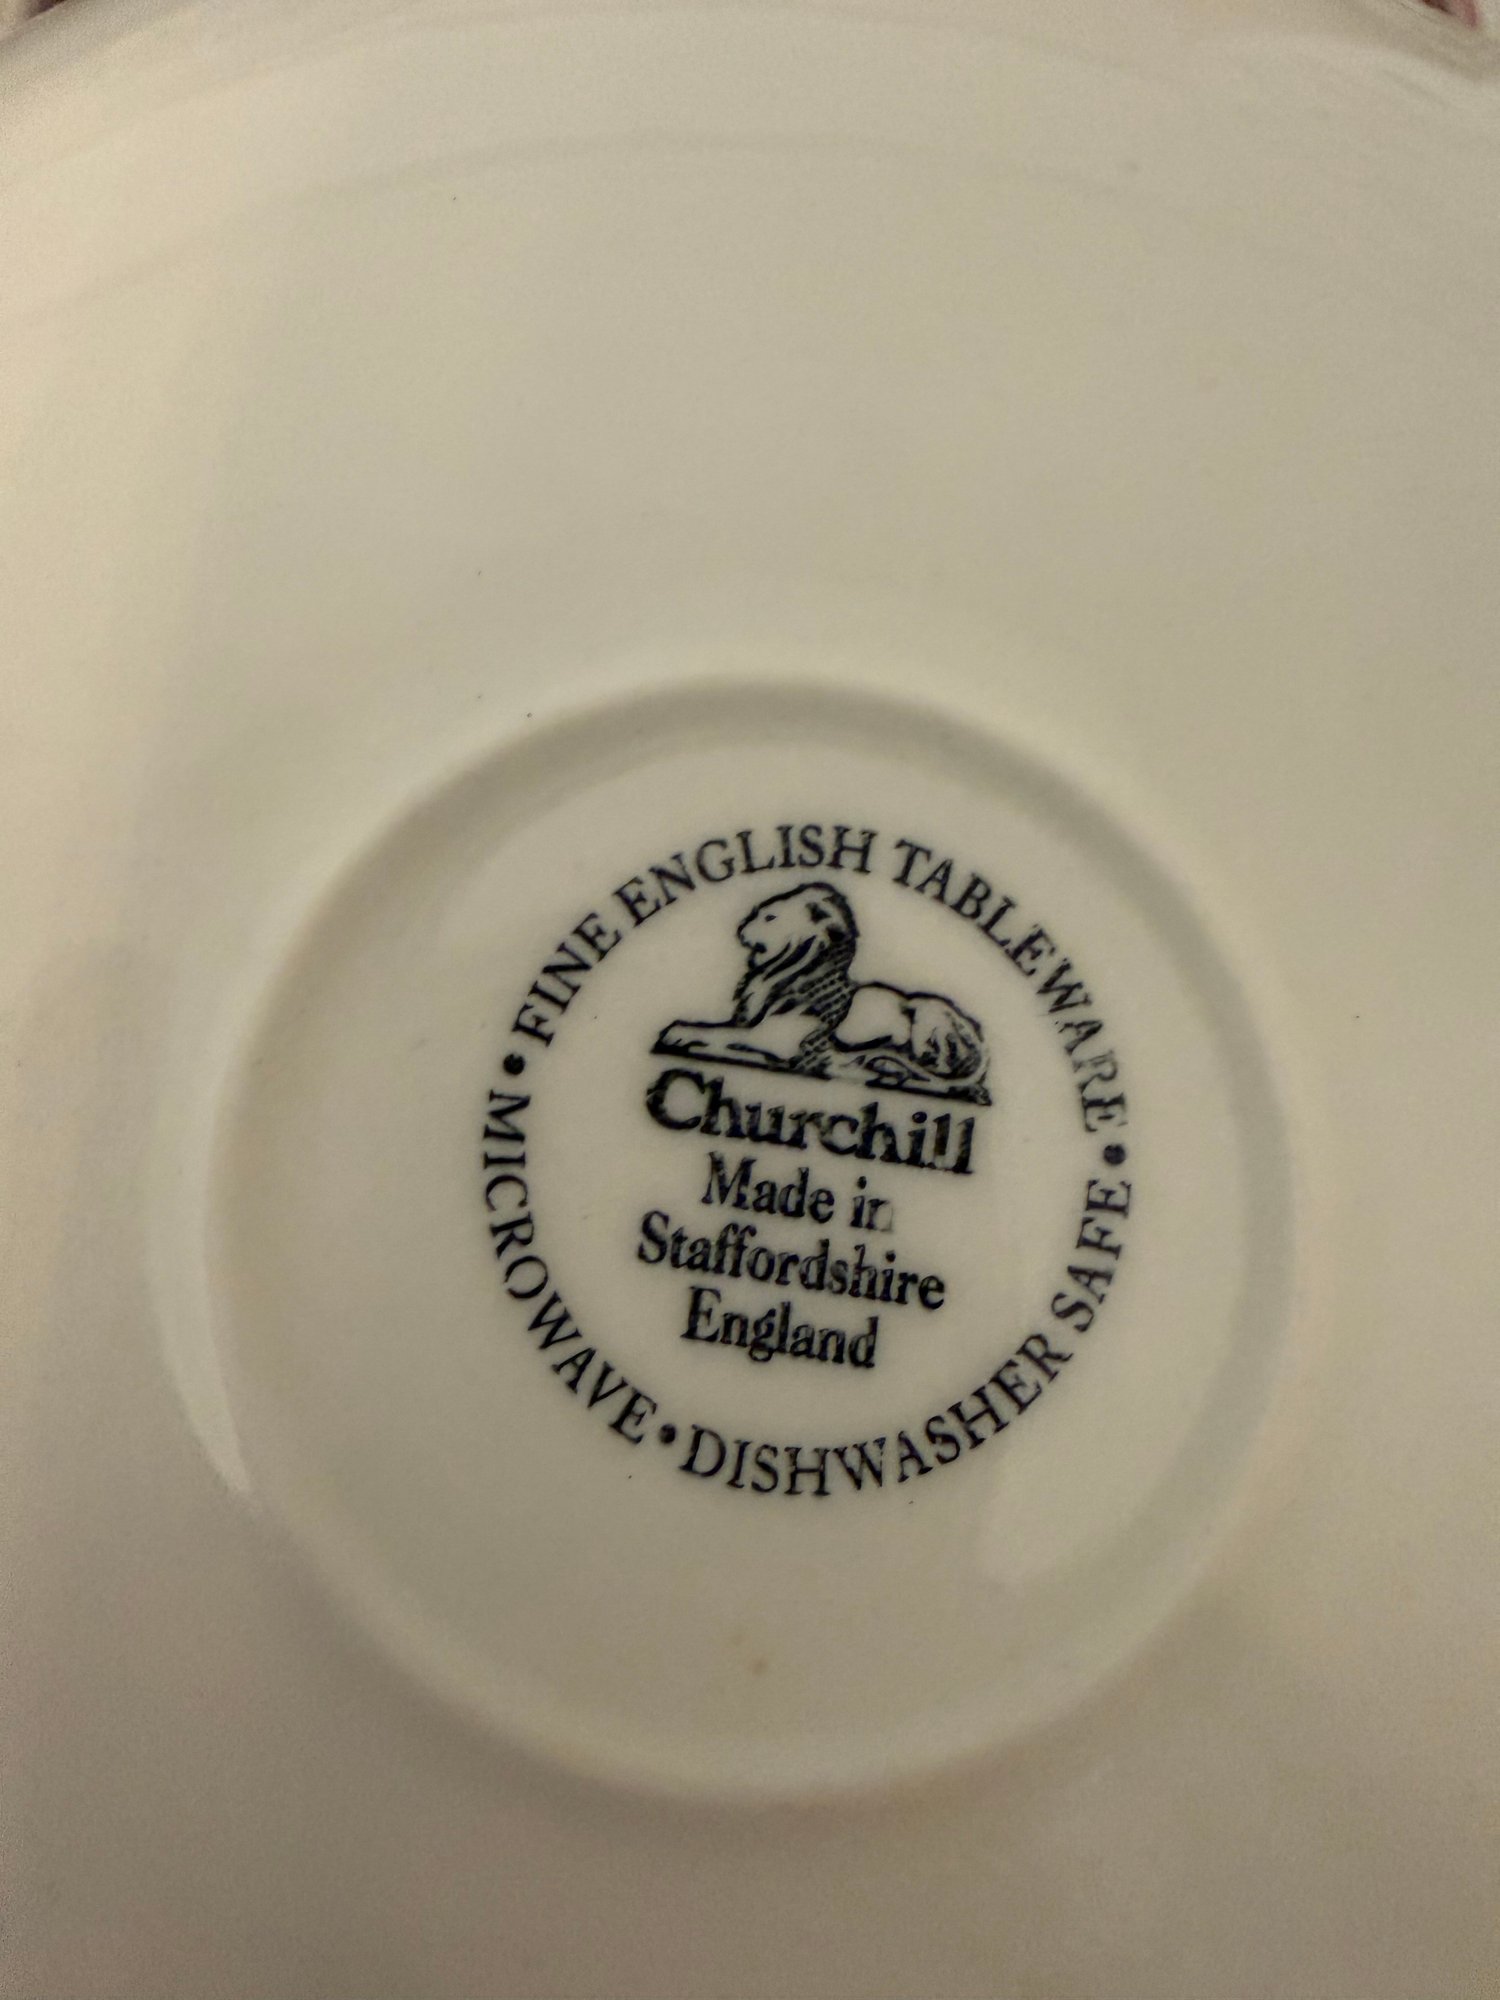 • FINE ENGLISH TABLEWARE •
Churchill
Made in
Staffordshire
England
MICROWAVE • DISHWASHER SAFE